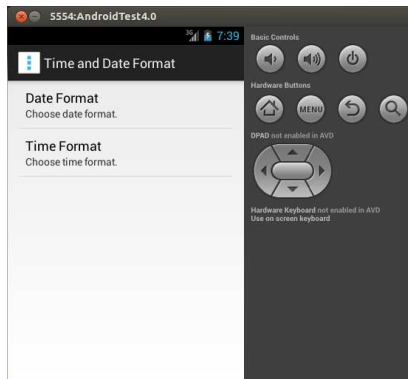 5554:AndroidTest4.0
3G 7:39
Time and Date Format
Date Format
Choose date format.
Time Format
Choose time format.
Basic Controls
Hardware Buttons
MENU
DPAD not enabled in AVD
Hardware Keyboard not enabled in AVD
Use on screen keyboard